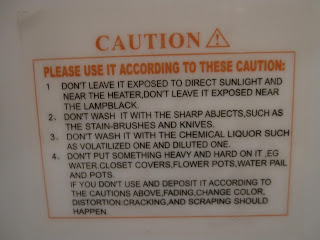 CAUTION
PLEASE USE IT ACCORDING TO THESE CAUTION:
1 DON'T LEAVE IT EXPOSED TO DIRECT SUNLIGHT AND
NEAR THE HEATER,DON'T LEAVE IT EXPOSED NEAR
THE LAMPBLACK.
2. DON'T WASH IT WITH THE SHARP ABJECTS,SUCH AS
THE STAIN-BRUSHES AND KNIVES.
3. DON'T WASH IT WITH THE CHEMICAL LIQUOR SUCH
AS VOLATILIZED ONE AND DILUTED ONE.
4. DON'T PUT SOMETHING HEAVY AND HARD ON IT ,EG
WATER,CLOSET COVERS,FLOWER POTS,WATER PAIL
AND POTS.
IF YOU DON'T USE AND DEPOSIT IT ACCORDING TO
THE CAUTIONS ABOVE,FADING,CHANGE COLOR,
DISTORTION:CRACKING,AND SCRAPING SHOULD
HAPPEN.